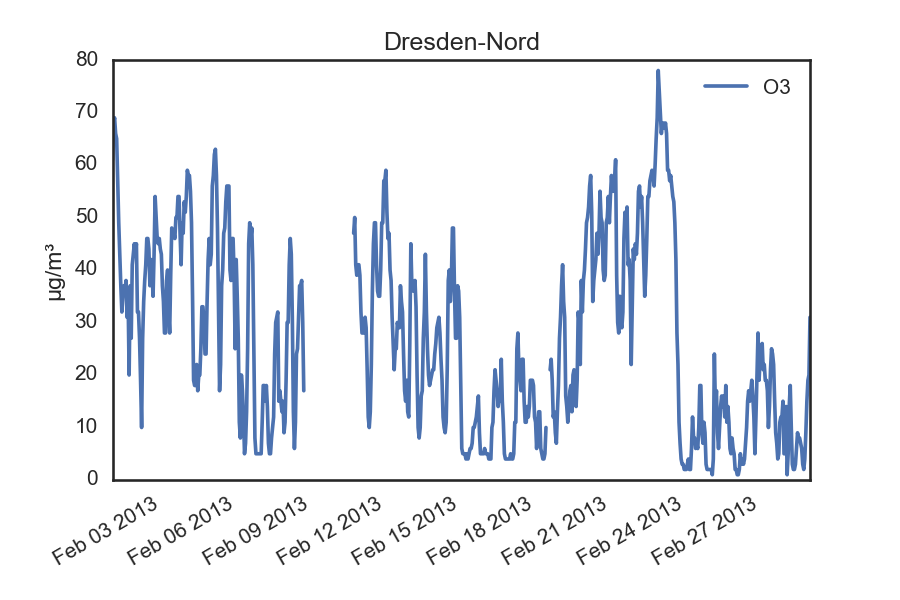 Dresden-Nord
O3
µg/m³
80
70
60
50
40
30
20
10
0
Feb 03 2013
Feb 06 2013
Feb 09 2013
Feb 12 2013
Feb 15 2013
Feb 18 2013
Feb 21 2013
Feb 24 2013
Feb 27 2013